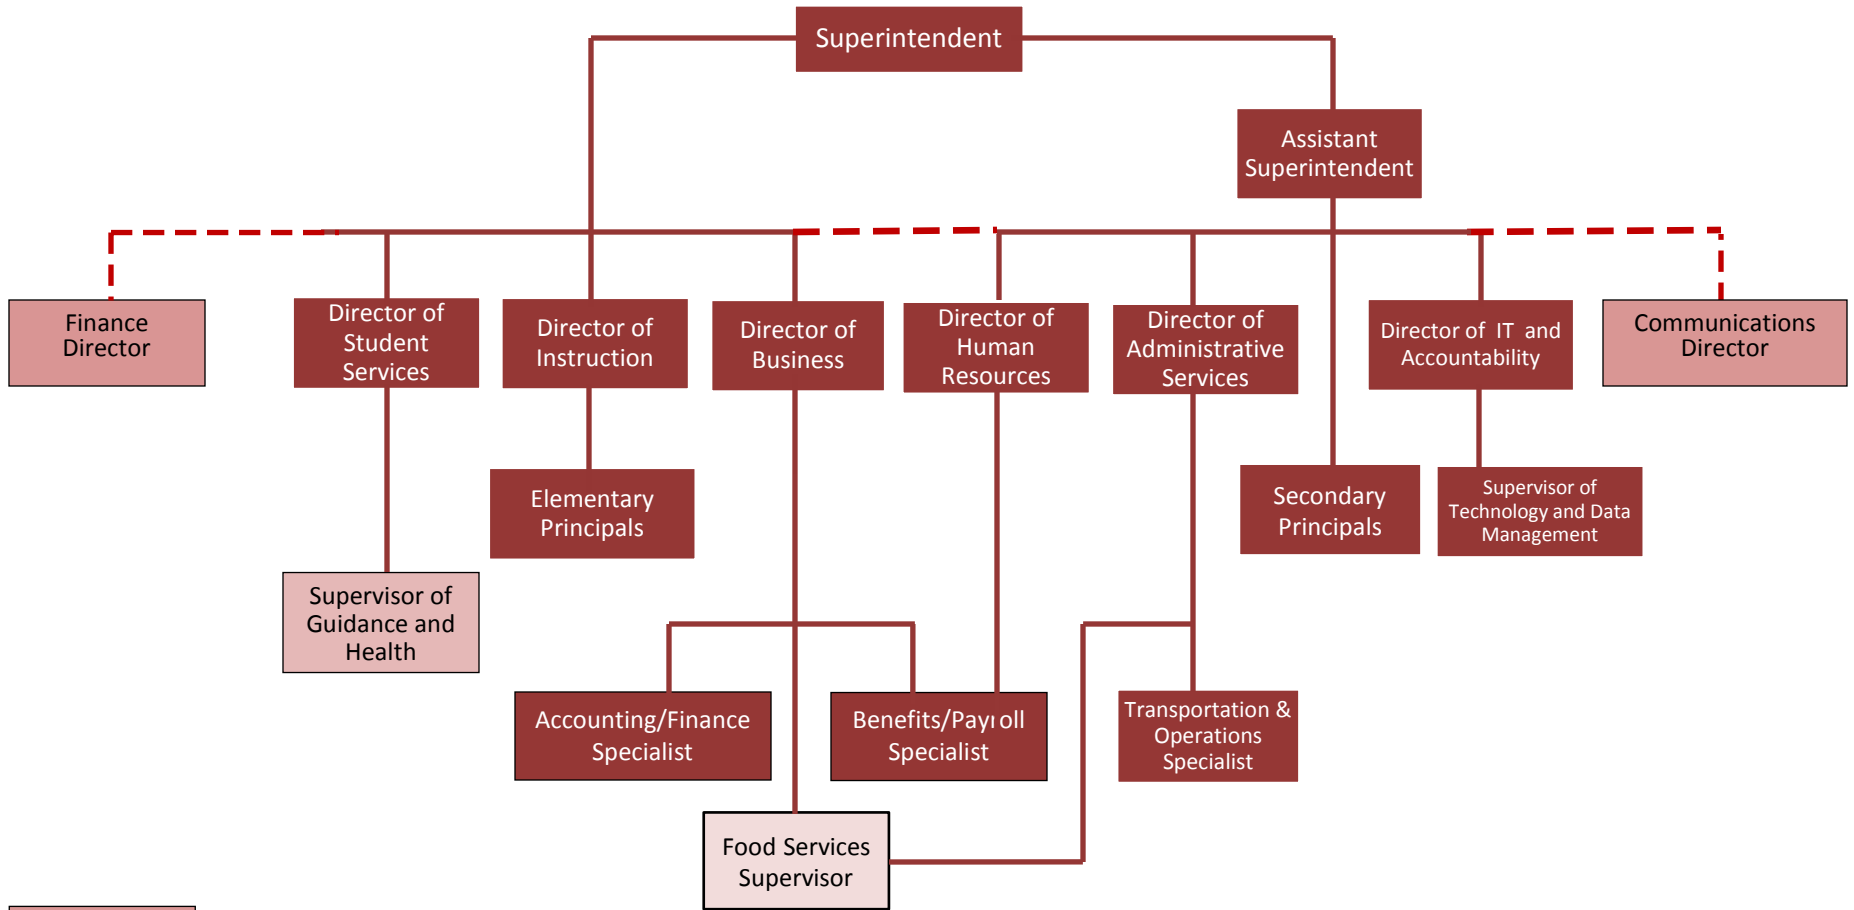 Superintendent
Assistant
Superintendent
Finance
Director
Director of
Student
Services
Director of
Instruction
Director of
Business
Director of
Human
Resources
Director of
Administrative
Services
Director of IT and
Accountability
Communications
Director
Elementary
Principals
Secondary
Principals
Supervisor of
Technology and Data
Management
Supervisor of
Guidance and
Health
Accounting/Finance
Specialist
Benefits/Payroll
Specialist
Transportation &
Operations
Specialist
Food Services
Supervisor